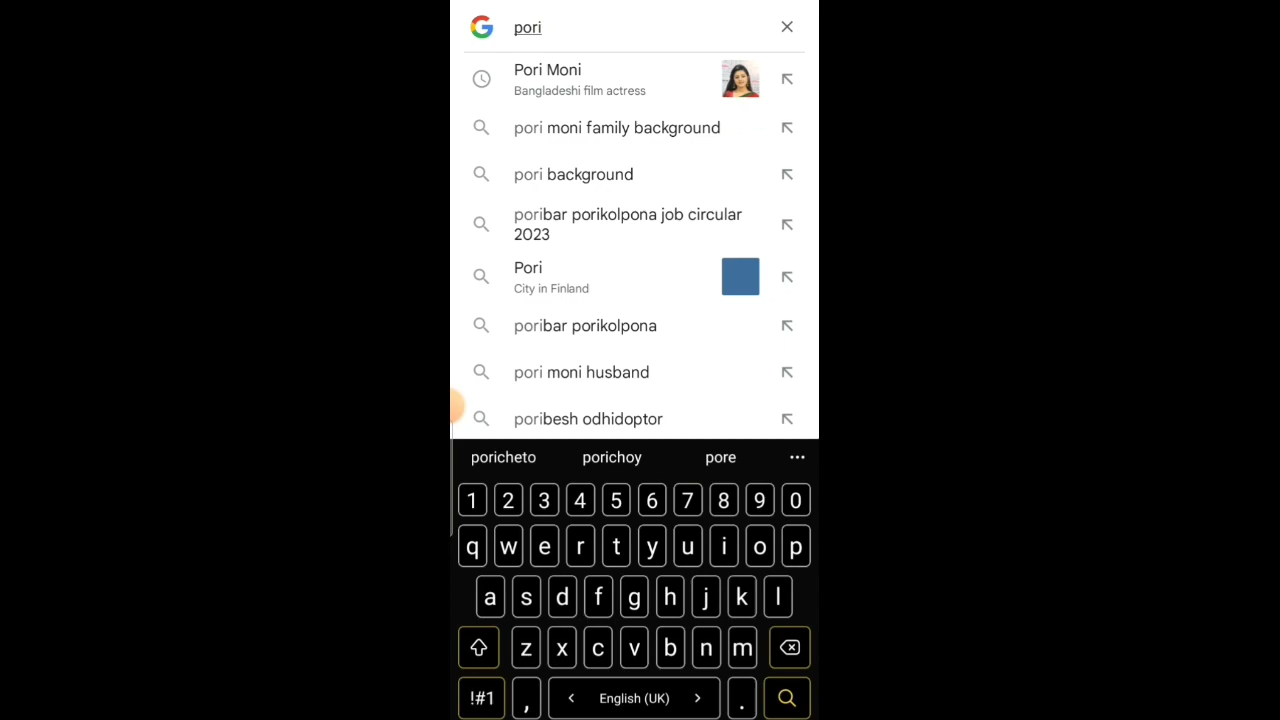 pori
Pori Moni
Bangladeshi film actress
pori moni family background
pori background
poribar porikolpona job circular
2023
Pori
City in Finland
poribar porikolpona
pori moni husband
poribesh odhidoptor
poricheto porichoy pore
1 2 3 4 5 6 7 8 9 0
q w e r t y u i o p
a s d f g h j k l
z x c v b n m
!#1 , < English (UK) > .